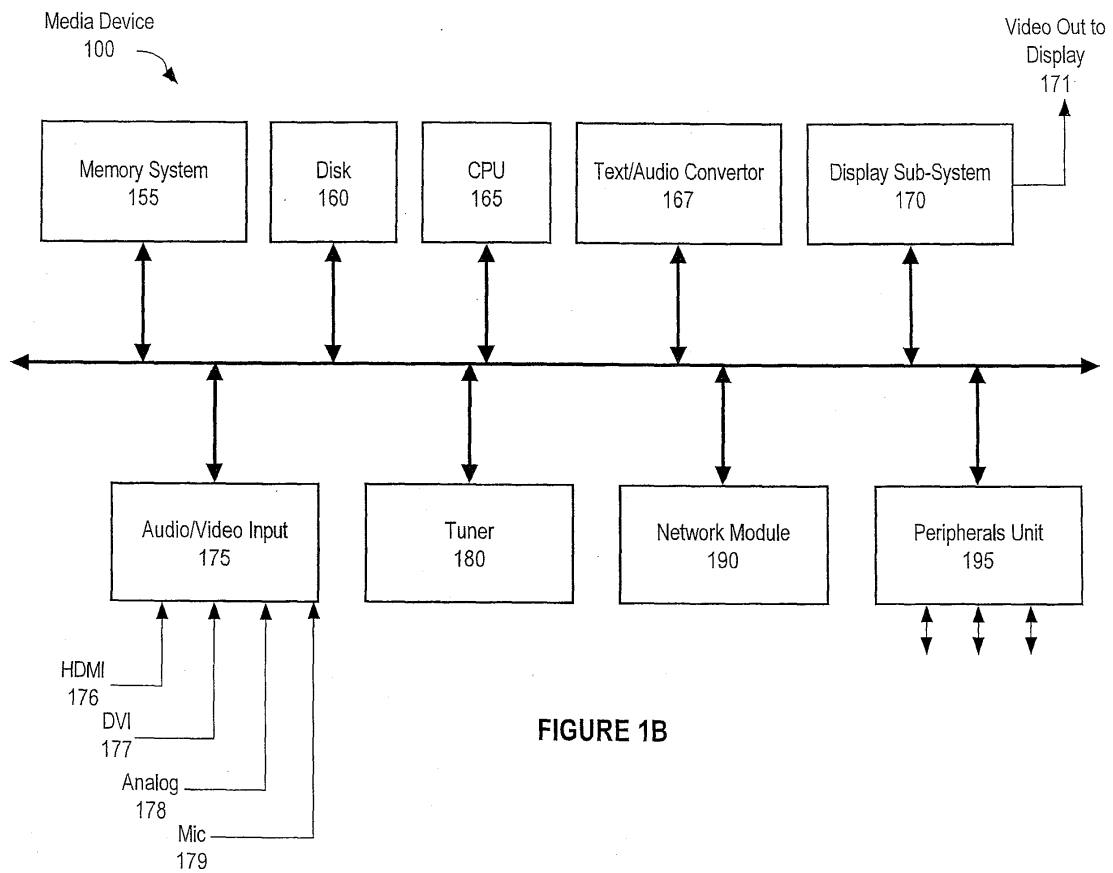 Media Device
100
Video Out to
Display
171
Memory System
155
Disk
160
CPU
165
Text/Audio Convertor
167
Display Sub-System
170
Audio/Video Input
175
Tuner
180
Network Module
190
Peripherals Unit
195
HDMI
176
DVI
177
Analog
178
Mic
179
FIGURE 1B